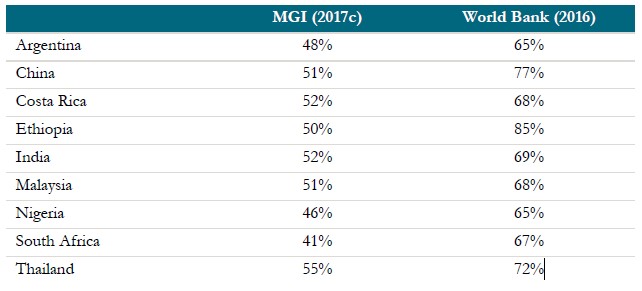 MGI (2017c) World Bank (2016)
Argentina 48% 65%
China 51% 77%
Costa Rica 52% 68%
Ethiopia 50% 85%
India 52% 69%
Malaysia 51% 68%
Nigeria 46% 65%
South Africa 41% 67%
Thailand 55% 72%